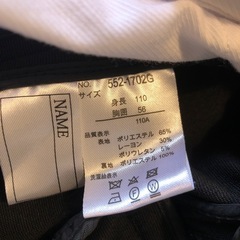 NO. 552-1702G
サイズ
身長 110
胸囲 56
110A
品質表示
表地 ポリエステル 65%
レーヨン 30%
ポリウレタン 5%
裏地 ポリエステル 100%
NAME